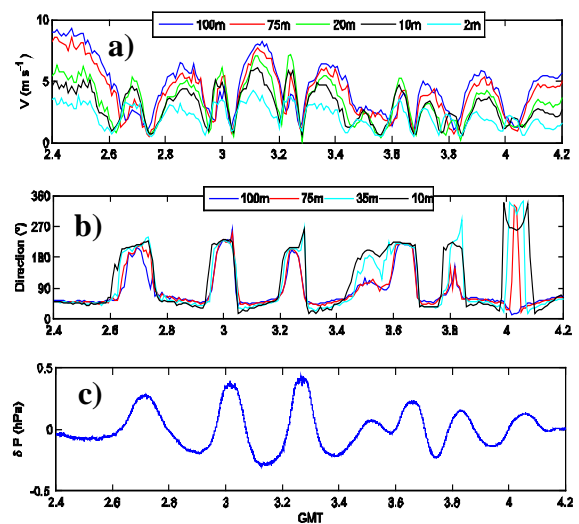 100m 75m 20m 10m 2m
a)
V (m s⁻¹)
10
5
0
2.4 2.6 2.8 3 3.2 3.4 3.6 3.8 4 4.2
100m 75m 35m 10m
b)
Direction (°)
360
270
180
90
0
2.4 2.6 2.8 3 3.2 3.4 3.6 3.8 4 4.2
c)
δ P (hPa)
0.5
0
-0.5
2.4 2.6 2.8 3 3.2 3.4 3.6 3.8 4 4.2
GMT